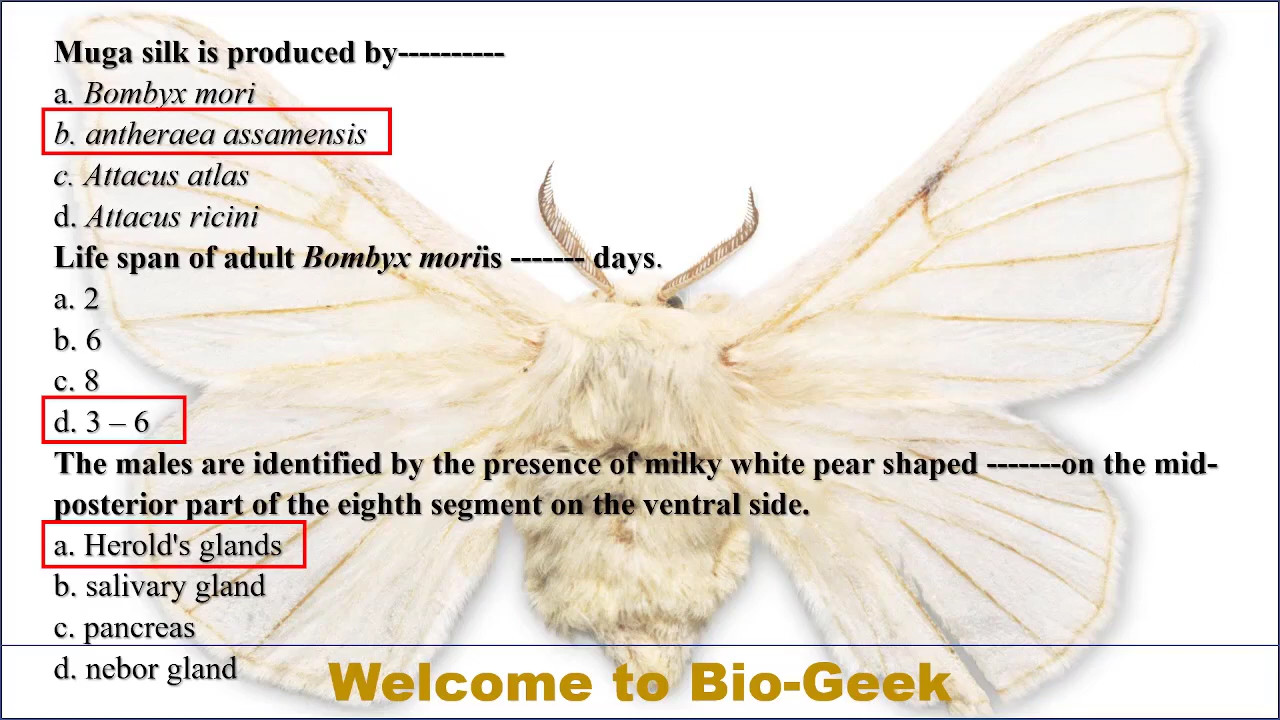 Muga silk is produced by----------
a. Bombyx mori
b. antheraea assamensis
c. Attacus atlas
d. Attacus ricini
Life span of adult Bombyx moriis ------- days.
a. 2
b. 6
c. 8
d. 3 – 6
The males are identified by the presence of milky white pear shaped -------on the mid-
posterior part of the eighth segment on the ventral side.
a. Herold's glands
b. salivary gland
c. pancreas
d. nebor gland
Welcome to Bio-Geek